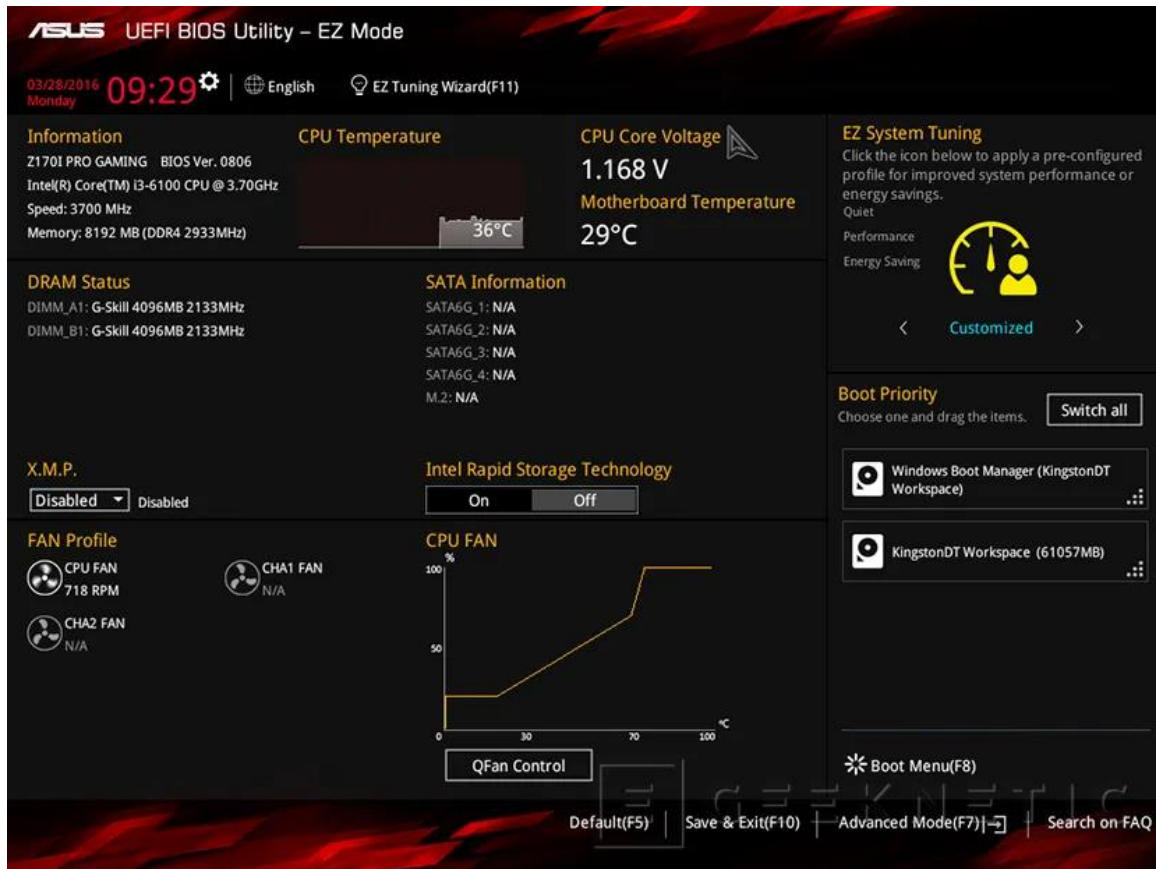 ASUS UEFI BIOS Utility – EZ Mode
03/28/2016
Monday
09:29
English
EZ Tuning Wizard(F11)
Information
Z170I PRO GAMING BIOS Ver. 0806
Intel(R) Core(TM) i3-6100 CPU @ 3.70GHz
Speed: 3700 MHz
Memory: 8192 MB (DDR4 2933MHz)
CPU Temperature
36°C
CPU Core Voltage
1.168 V
Motherboard Temperature
29°C
EZ System Tuning
Click the icon below to apply a pre-configured
profile for improved system performance or
energy savings.
Quiet
Performance
Energy Saving
Customized
DRAM Status
DIMM_A1: G-Skill 4096MB 2133MHz
DIMM_B1: G-Skill 4096MB 2133MHz
SATA Information
SATA6G_1: N/A
SATA6G_2: N/A
SATA6G_3: N/A
SATA6G_4: N/A
M.2: N/A
Boot Priority
Choose one and drag the items.
Switch all
Windows Boot Manager (KingstonDT
Workspace)
KingstonDT Workspace (61057MB)
X.M.P.
Disabled Disabled
Intel Rapid Storage Technology
On Off
FAN Profile
CPU FAN
718 RPM
CHA1 FAN
N/A
CHA2 FAN
N/A
CPU FAN
%
100
50
0 30 70 100
°C
QFan Control
Boot Menu(F8)
GEEKNETIC
Default(F5) Save & Exit(F10) Advanced Mode(F7) Search on FAQ